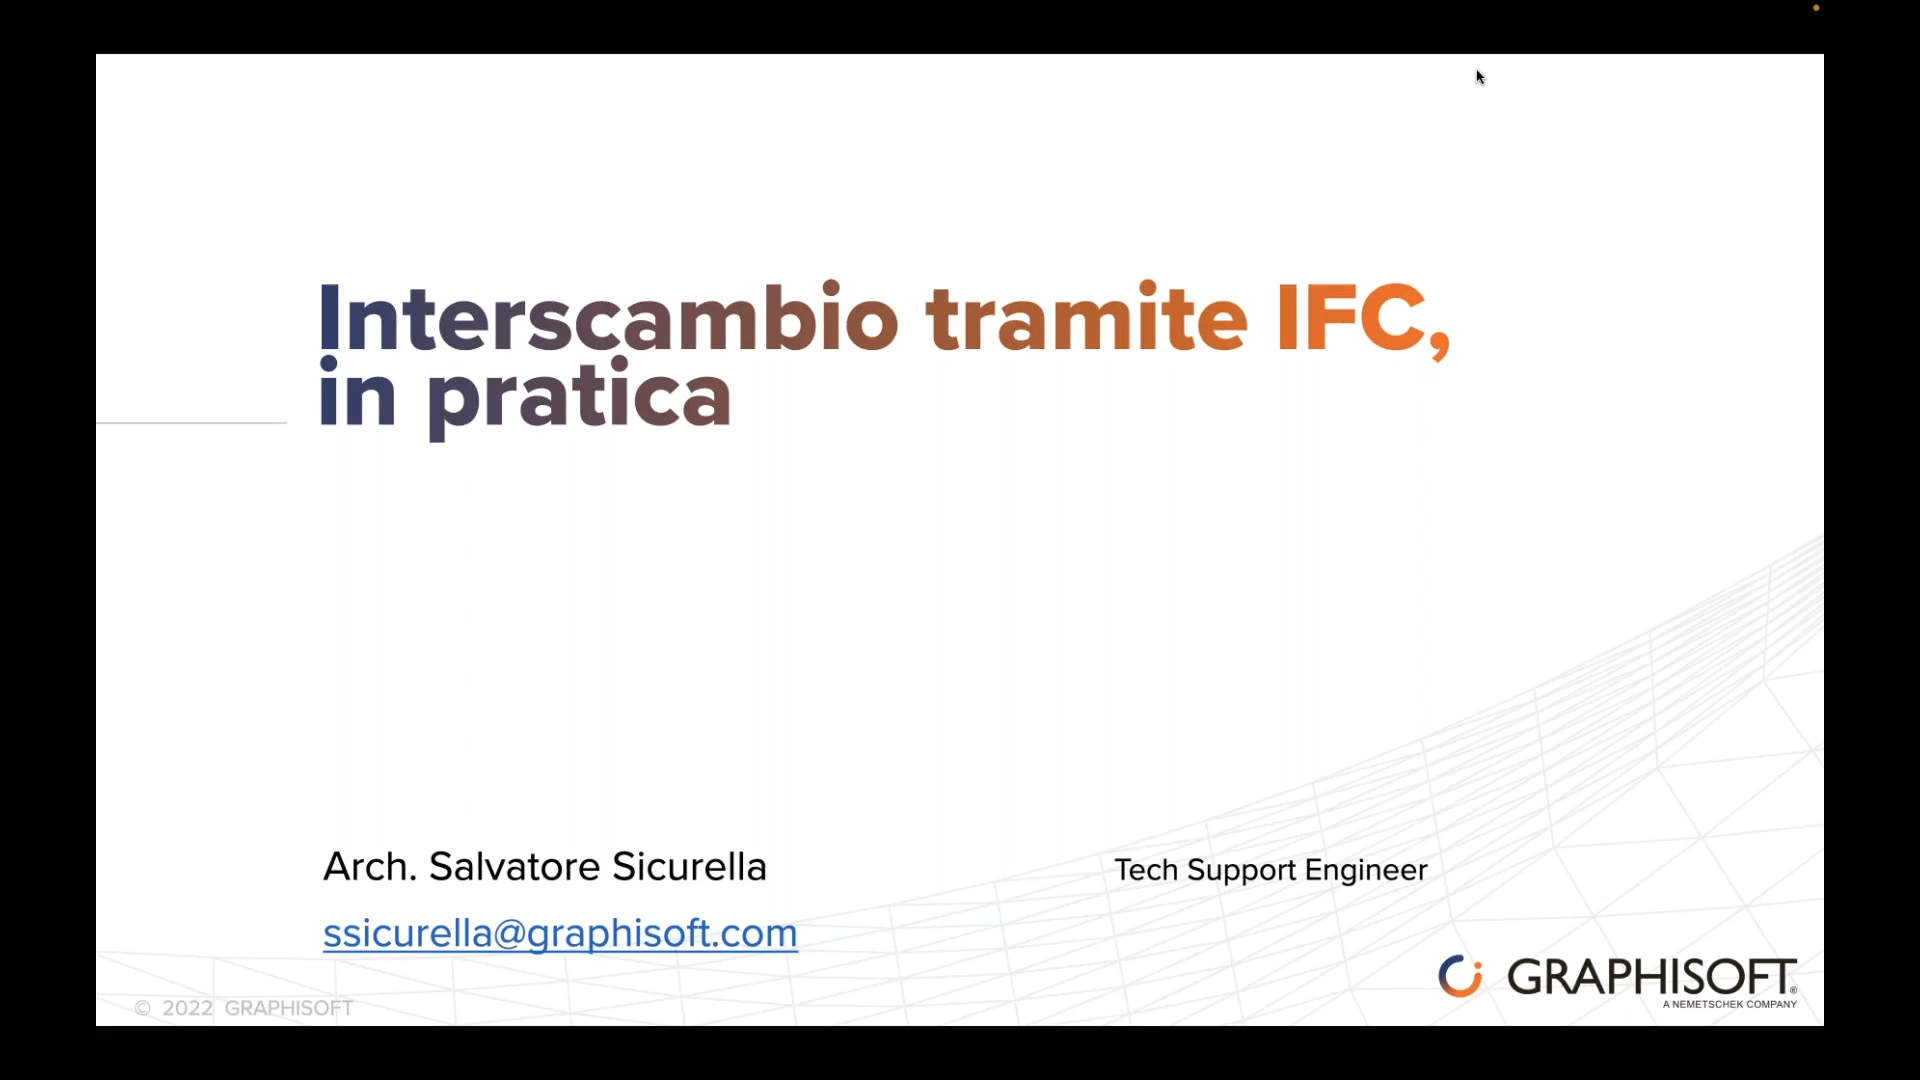 Interscambio tramite IFC,
in pratica
Arch. Salvatore Sicurella
Tech Support Engineer
ssicurella@graphisoft.com
GRAPHISOFT®
A NEMETSCHEK COMPANY
© 2022 GRAPHISOFT